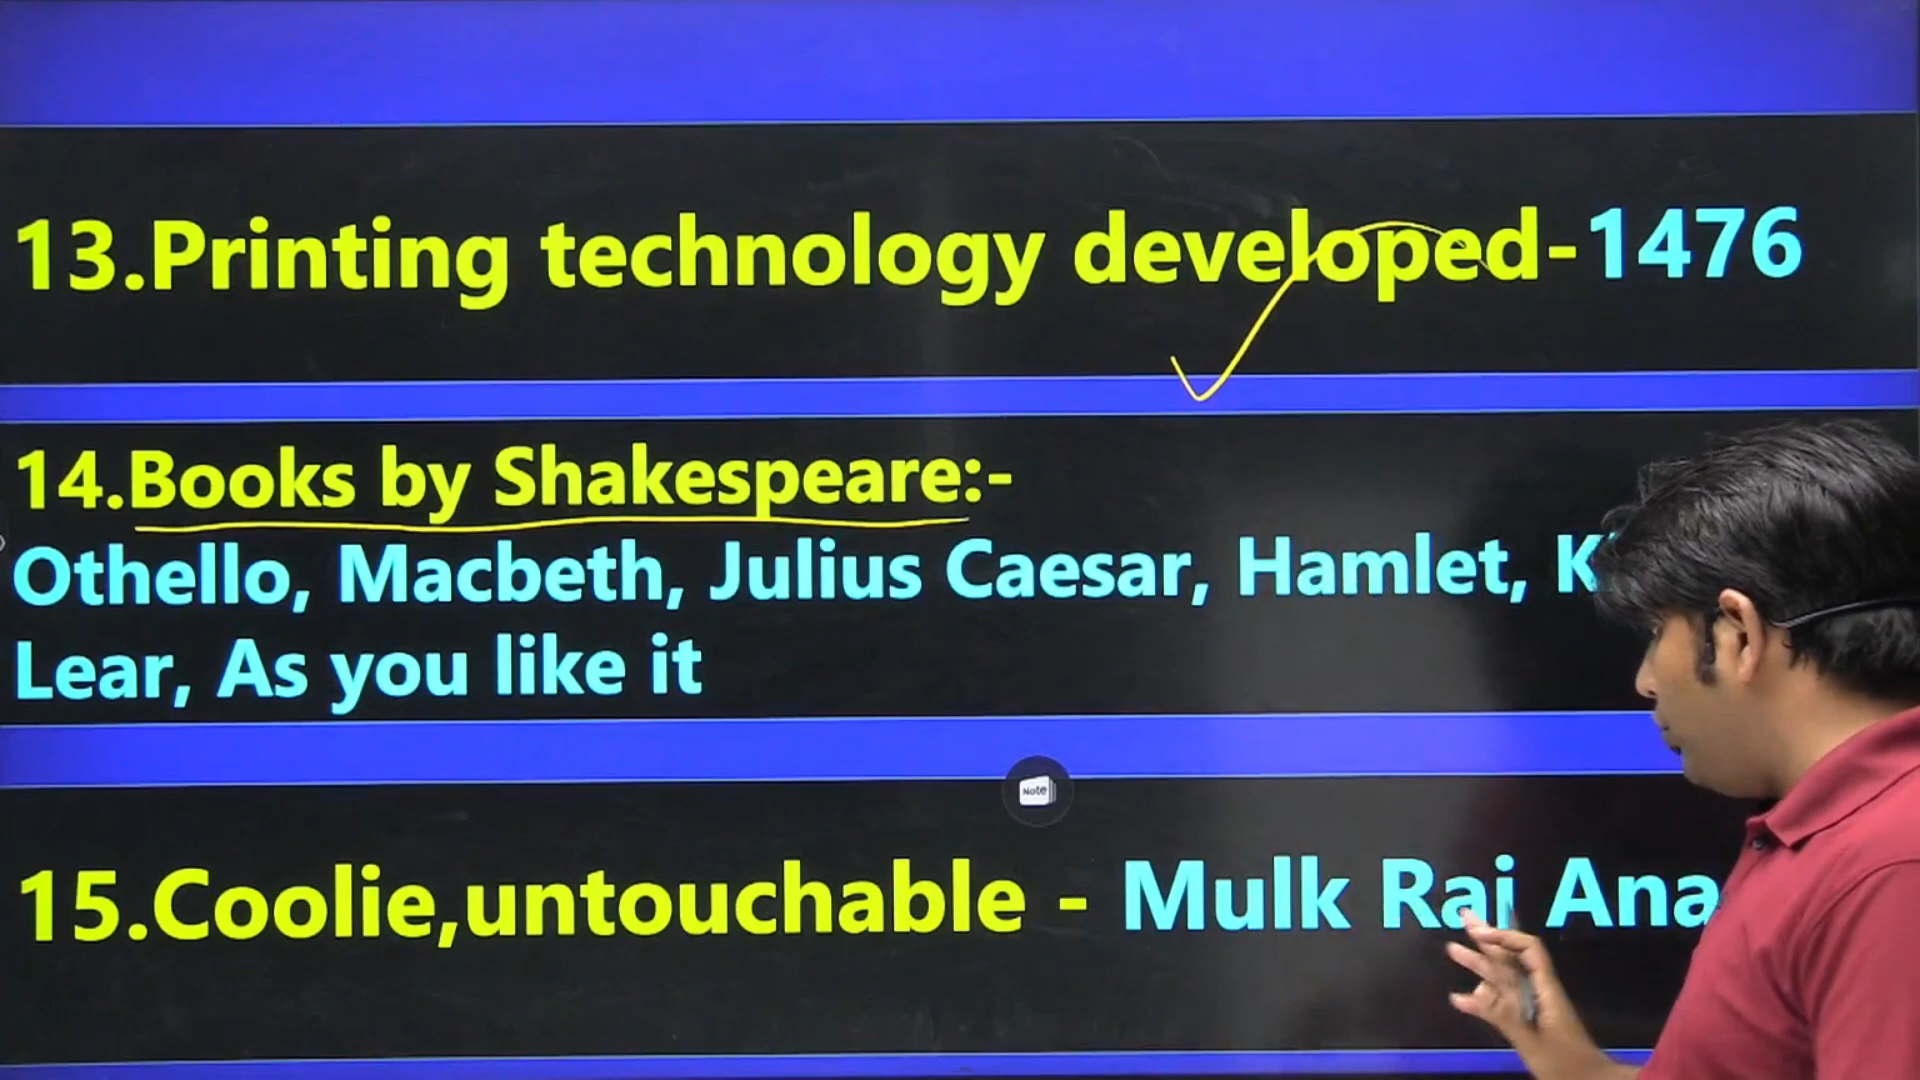 13.Printing technology developed-1476
14.Books by Shakespeare:-
Othello, Macbeth, Julius Caesar, Hamlet,
Lear, As you like it
Note
15.Coolie,untouchable - Mulk Raj